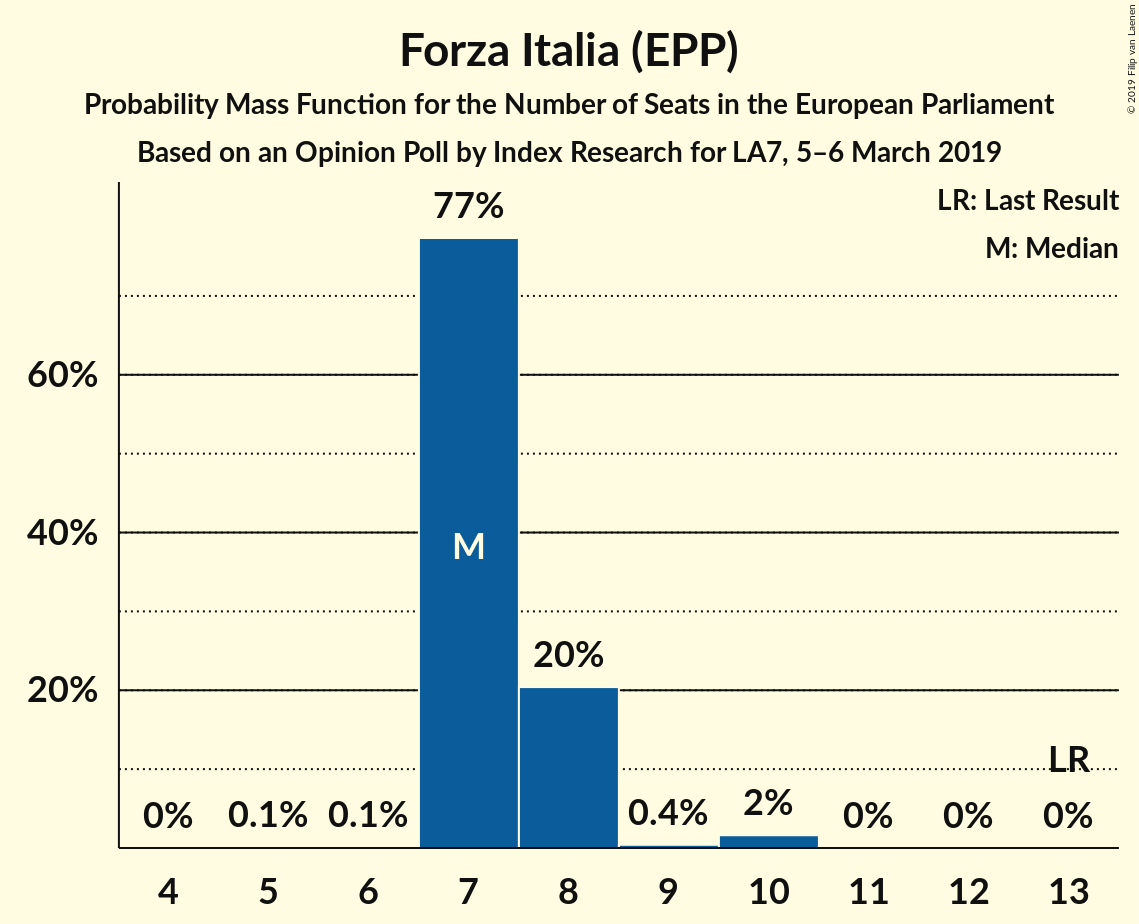 Forza Italia (EPP)
Probability Mass Function for the Number of Seats in the European Parliament
Based on an Opinion Poll by Index Research for LA7, 5–6 March 2019
© 2019 Filip van Laenen
LR: Last Result
M: Median
77%
60%
40%
M
20%
20%
LR
0%
0.1%
0.1%
0.4%
2%
0%
0%
0%
4
5
6
7
8
9
10
11
12
13